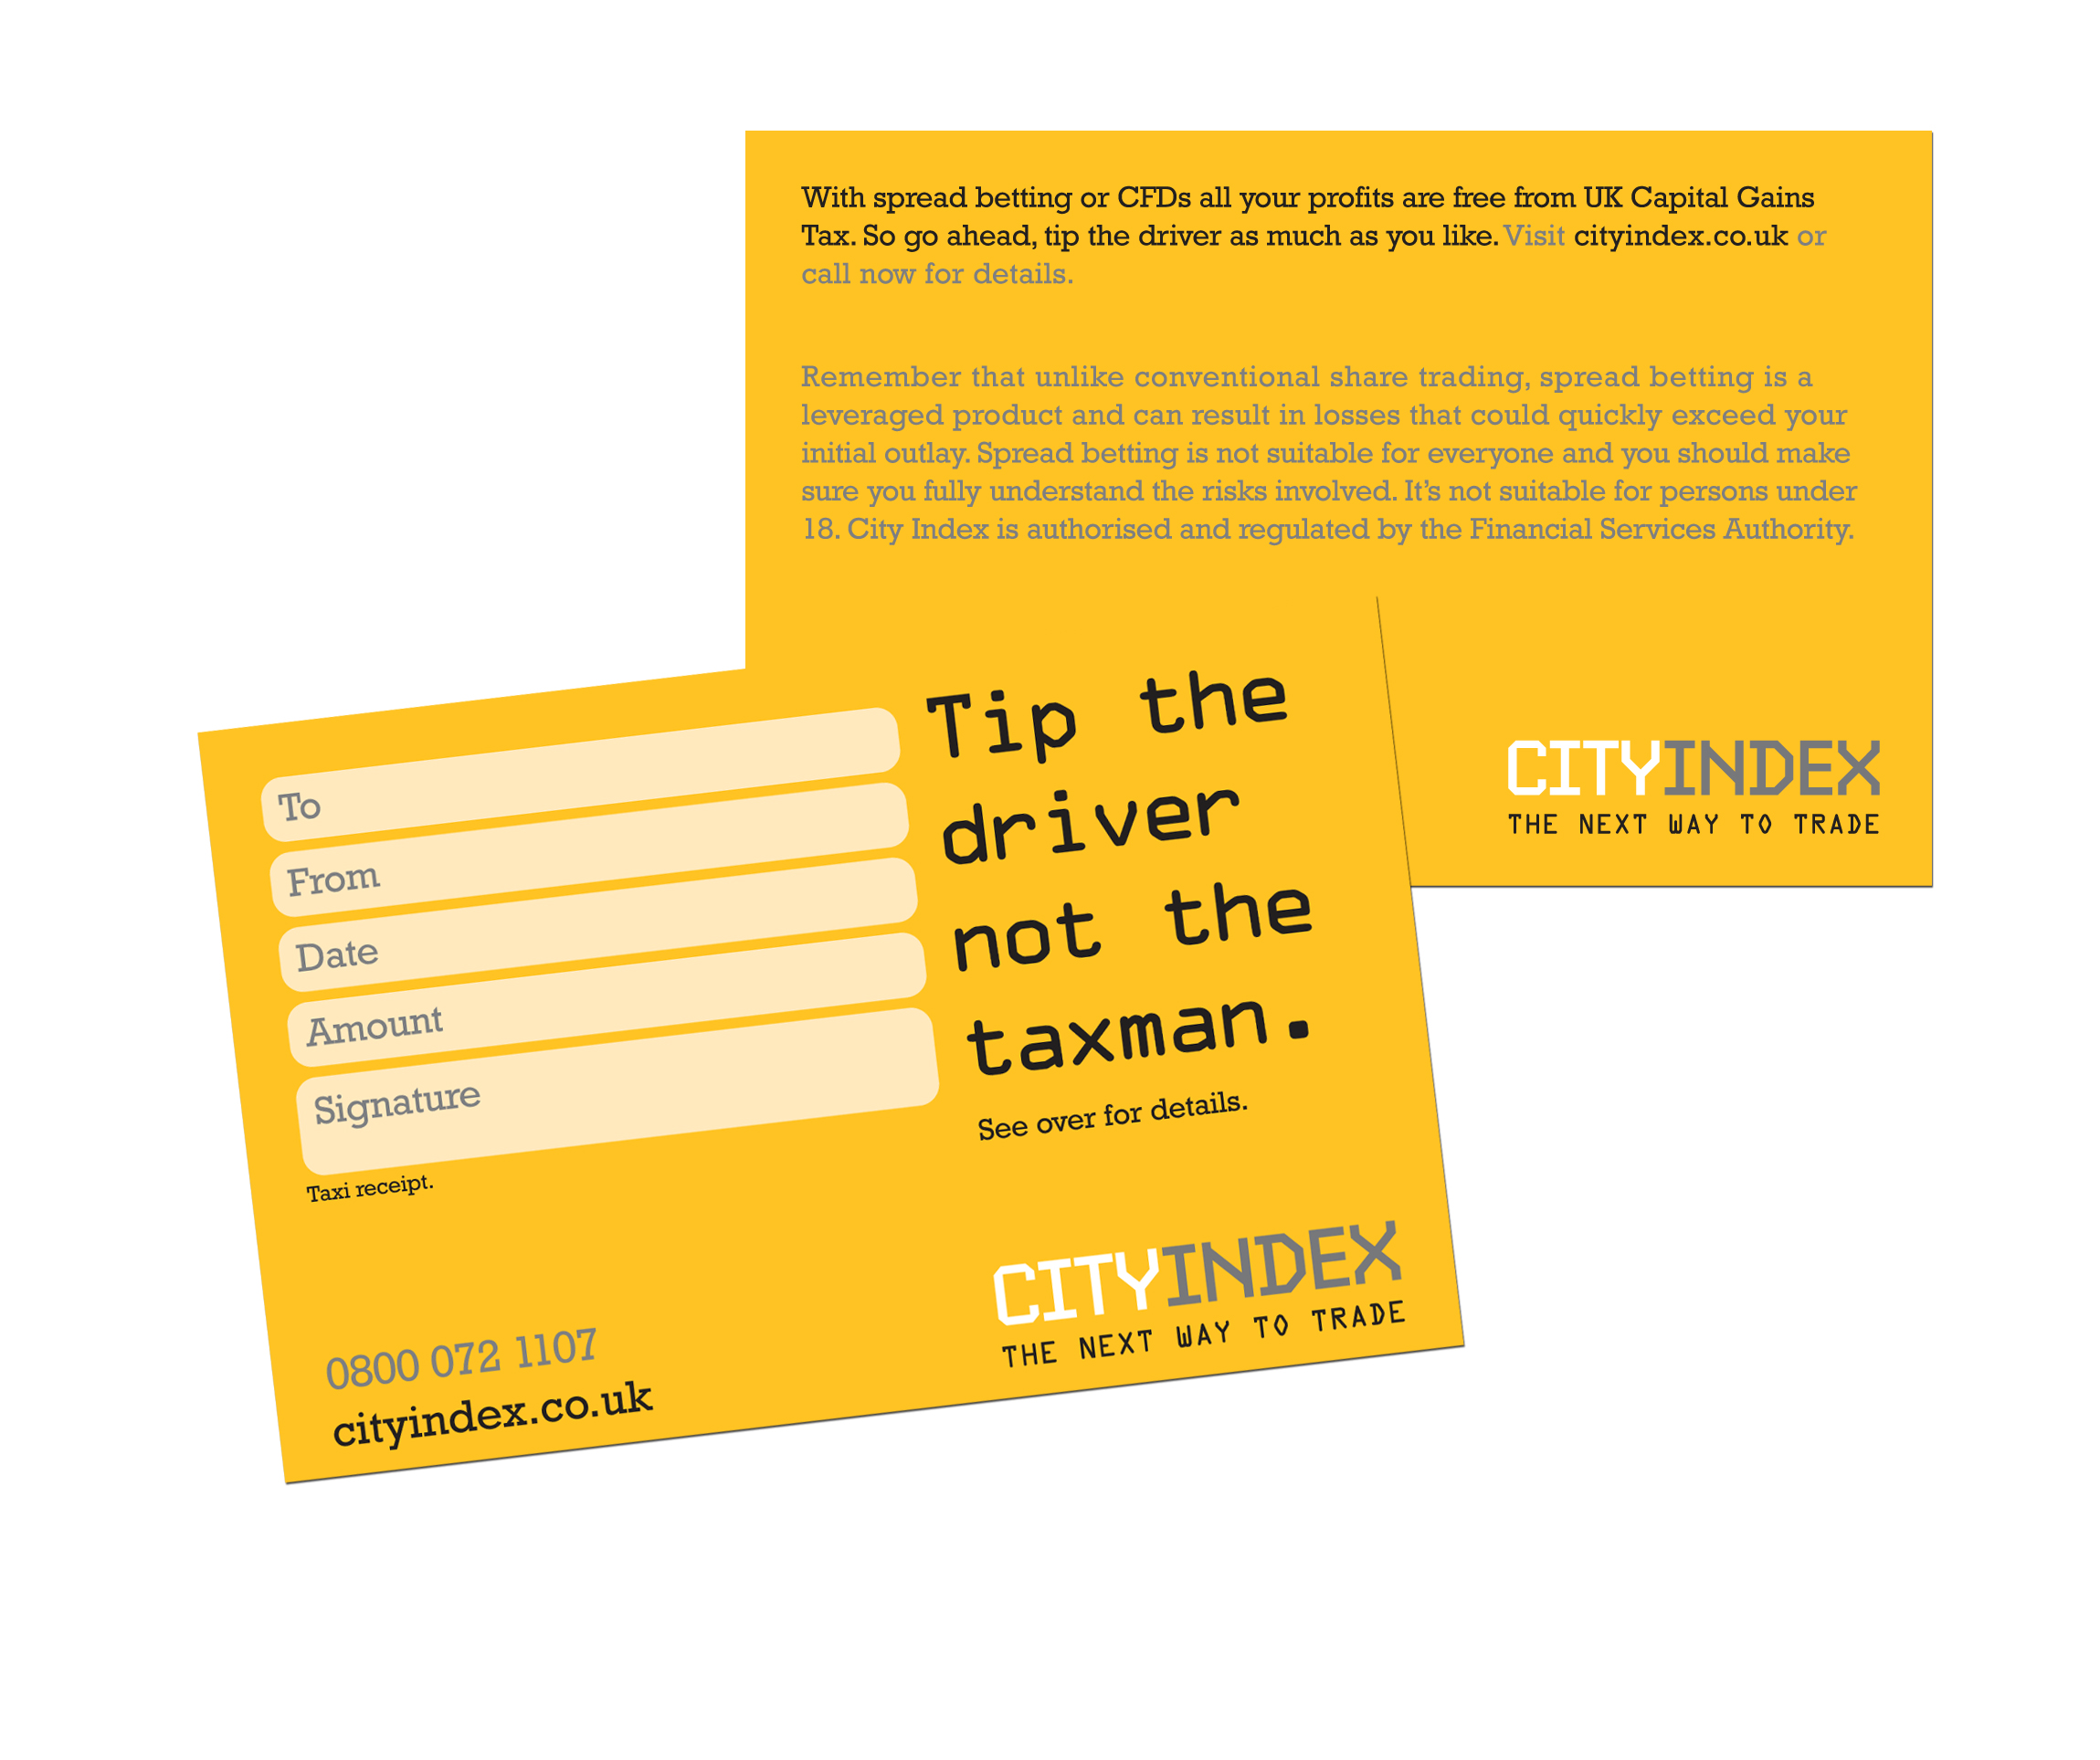 With spread betting or CFDs all your profits are free from UK Capital Gains
Tax. So go ahead, tip the driver as much as you like. Visit cityindex.co.uk or
call now for details.
Remember that unlike conventional share trading, spread betting is a
leveraged product and can result in losses that could quickly exceed your
initial outlay. Spread betting is not suitable for everyone and you should make
sure you fully understand the risks involved. It's not suitable for persons under
18. City Index is authorised and regulated by the Financial Services Authority.
CITYINDEX
THE NEXT WAY TO TRADE
To
From
Date
Amount
Signature
Taxi receipt.
Tip the
driver
not the
taxman.
See over for details.
0800 072 1107
cityindex.co.uk
CITYINDEX
THE NEXT WAY TO TRADE